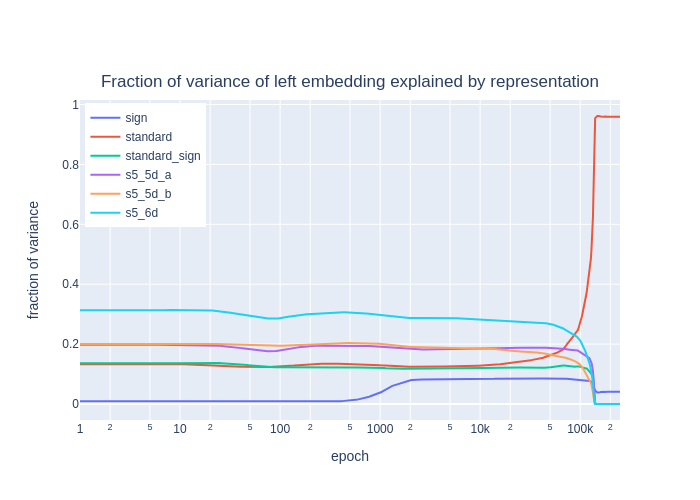 Fraction of variance of left embedding explained by representation
sign
standard
standard_sign
s5_5d_a
s5_5d_b
s5_6d
fraction of variance
1
0.8
0.6
0.4
0.2
0
1 2 5 10 2 5 100 2 5 1000 2 5 10k 2 5 100k 2
epoch